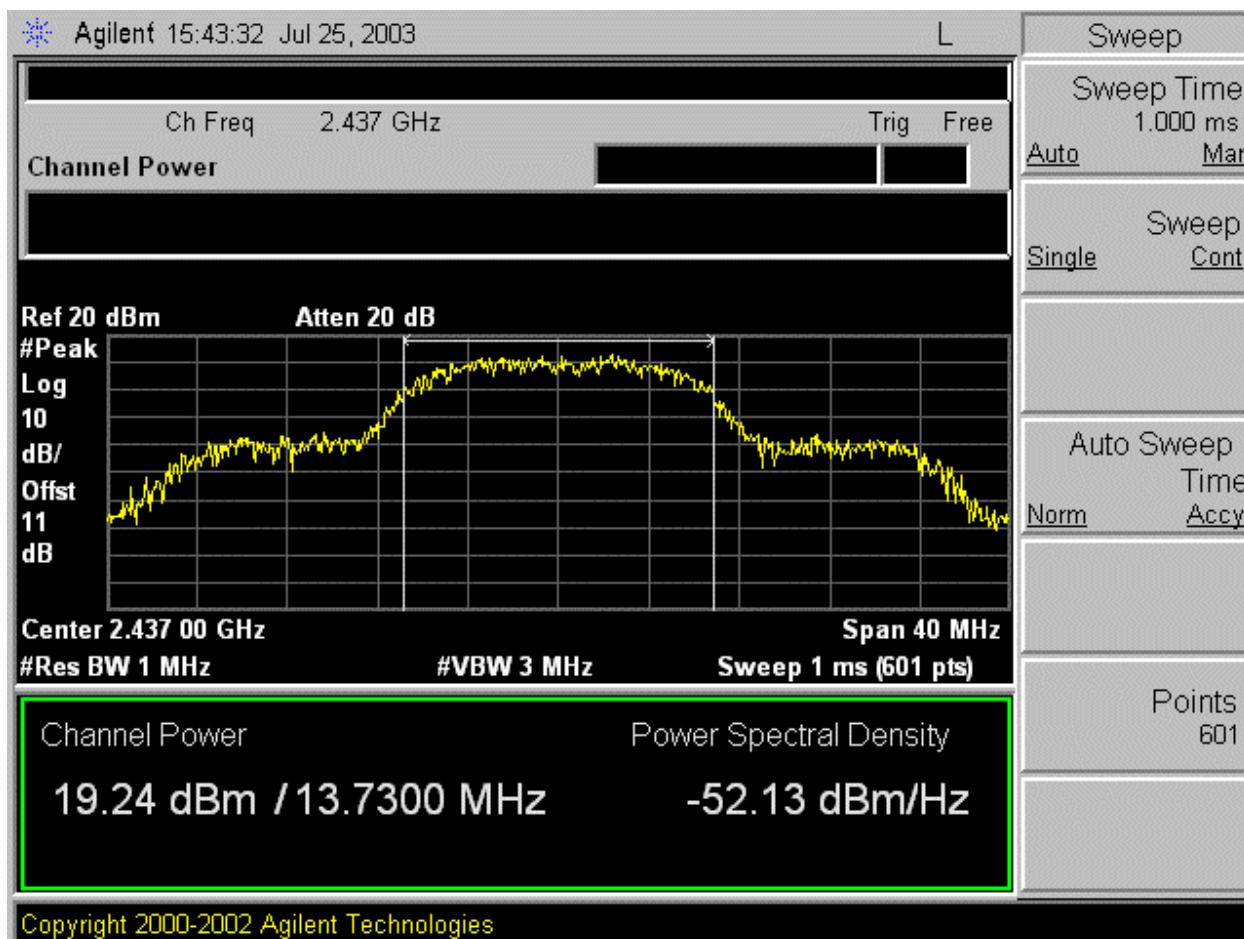 Agilent 15:43:32 Jul 25, 2003 L
Ch Freq 2.437 GHz Trig Free
Channel Power
Ref 20 dBm Atten 20 dB
#Peak
Log
10
dB/
Offst
11
dB
Center 2.437 00 GHz Span 40 MHz
#Res BW 1 MHz #VBW 3 MHz Sweep 1 ms (601 pts)
Channel Power Power Spectral Density
19.24 dBm / 13.7300 MHz -52.13 dBm/Hz
Copyright 2000-2002 Agilent Technologies
Sweep
Sweep Time
1.000 ms
Auto Mar
Sweep
Single Cont
Auto Sweep
Time
Norm Accy
Points
601